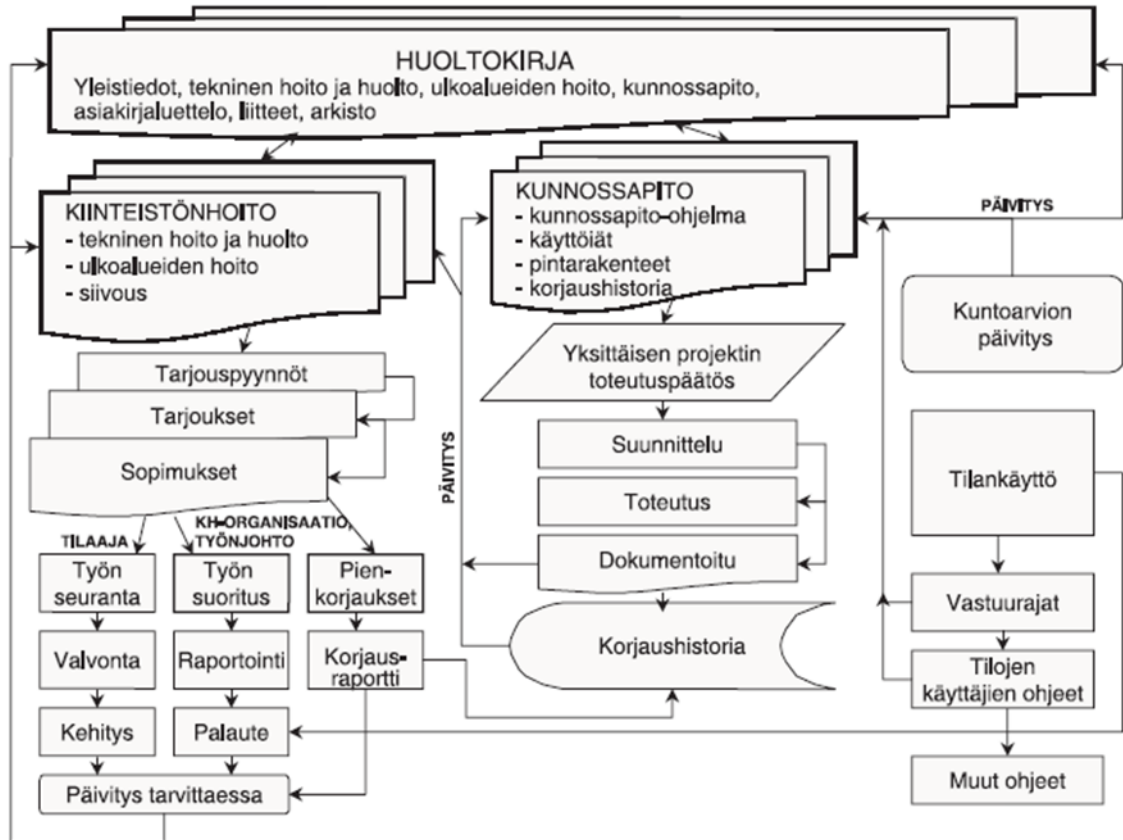 HUOLTOKIRJA
Yleistiedot, tekninen hoito ja huolto, ulkoalueiden hoito, kunnossapito,
asiakirjaluettelo, liitteet, arkisto
KIINTEISTÖNHOITO
- tekninen hoito ja huolto
- ulkoalueiden hoito
- siivous
KUNNOSSAPITO
- kunnossapito-ohjelma
- käyttöiät
- pintarakenteet
- korjaushistoria
PÄIVITYS
Kuntoarvion
päivitys
Tarjouspyynnöt
Tarjoukset
Sopimukset
PÄIVITYS
Yksittäisen projektin
toteutuspäätös
Suunnittelu
Toteutus
Dokumentoitu
Korjaushistoria
Tilankäyttö
Vastuurajat
Tilojen
käyttäjien ohjeet
Muut ohjeet
TILAAJA
KH-ORGANISAATIO,
TYÖNJOHTO
Työn
seuranta
Työn
suoritus
Pien-
korjaukset
Valvonta
Raportointi
Korjaus-
raportti
Kehitys
Palaute
Päivitys tarvittaessa